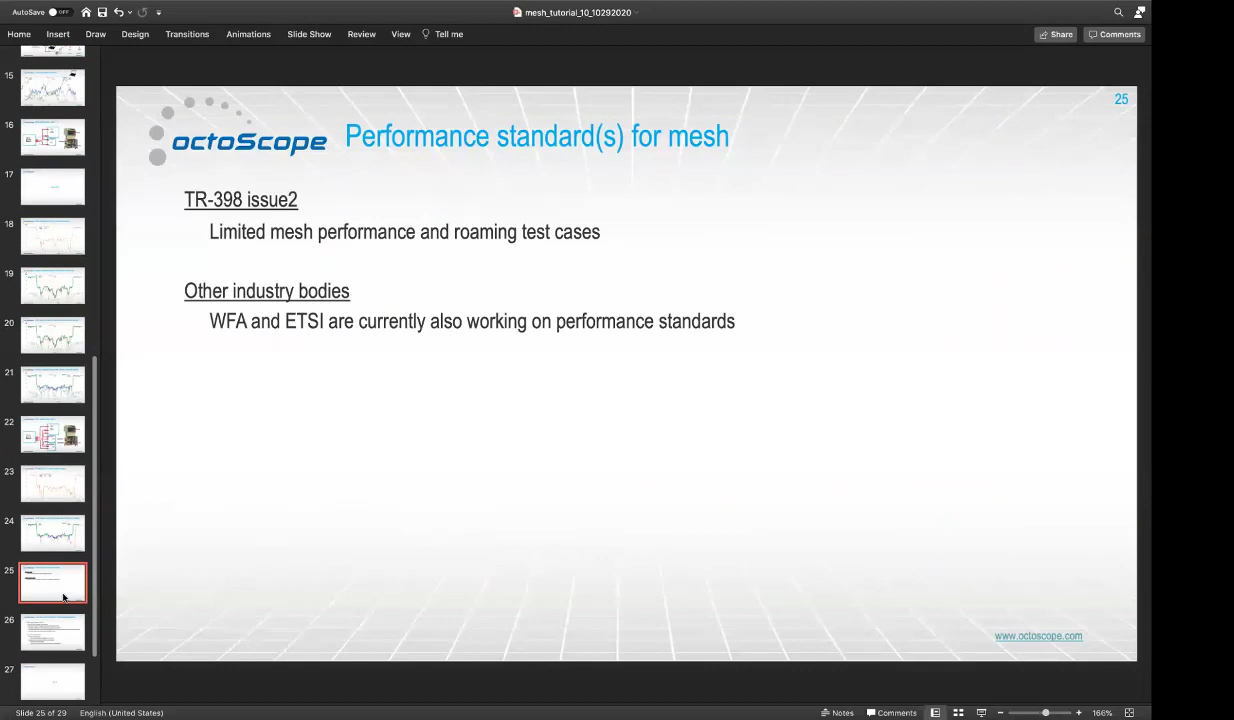 AutoSave OFF
mesh_tutorial_10_10292020
Home Insert Draw Design Transitions Animations Slide Show Review View Tell me
Share Comments
15
16
17
18
19
20
21
22
23
24
25
26
27
25
octoScope
Performance standard(s) for mesh
TR-398 issue2
Limited mesh performance and roaming test cases
Other industry bodies
WFA and ETSI are currently also working on performance standards
www.octoscope.com
Slide 25 of 29 English (United States)
Notes Comments 166%